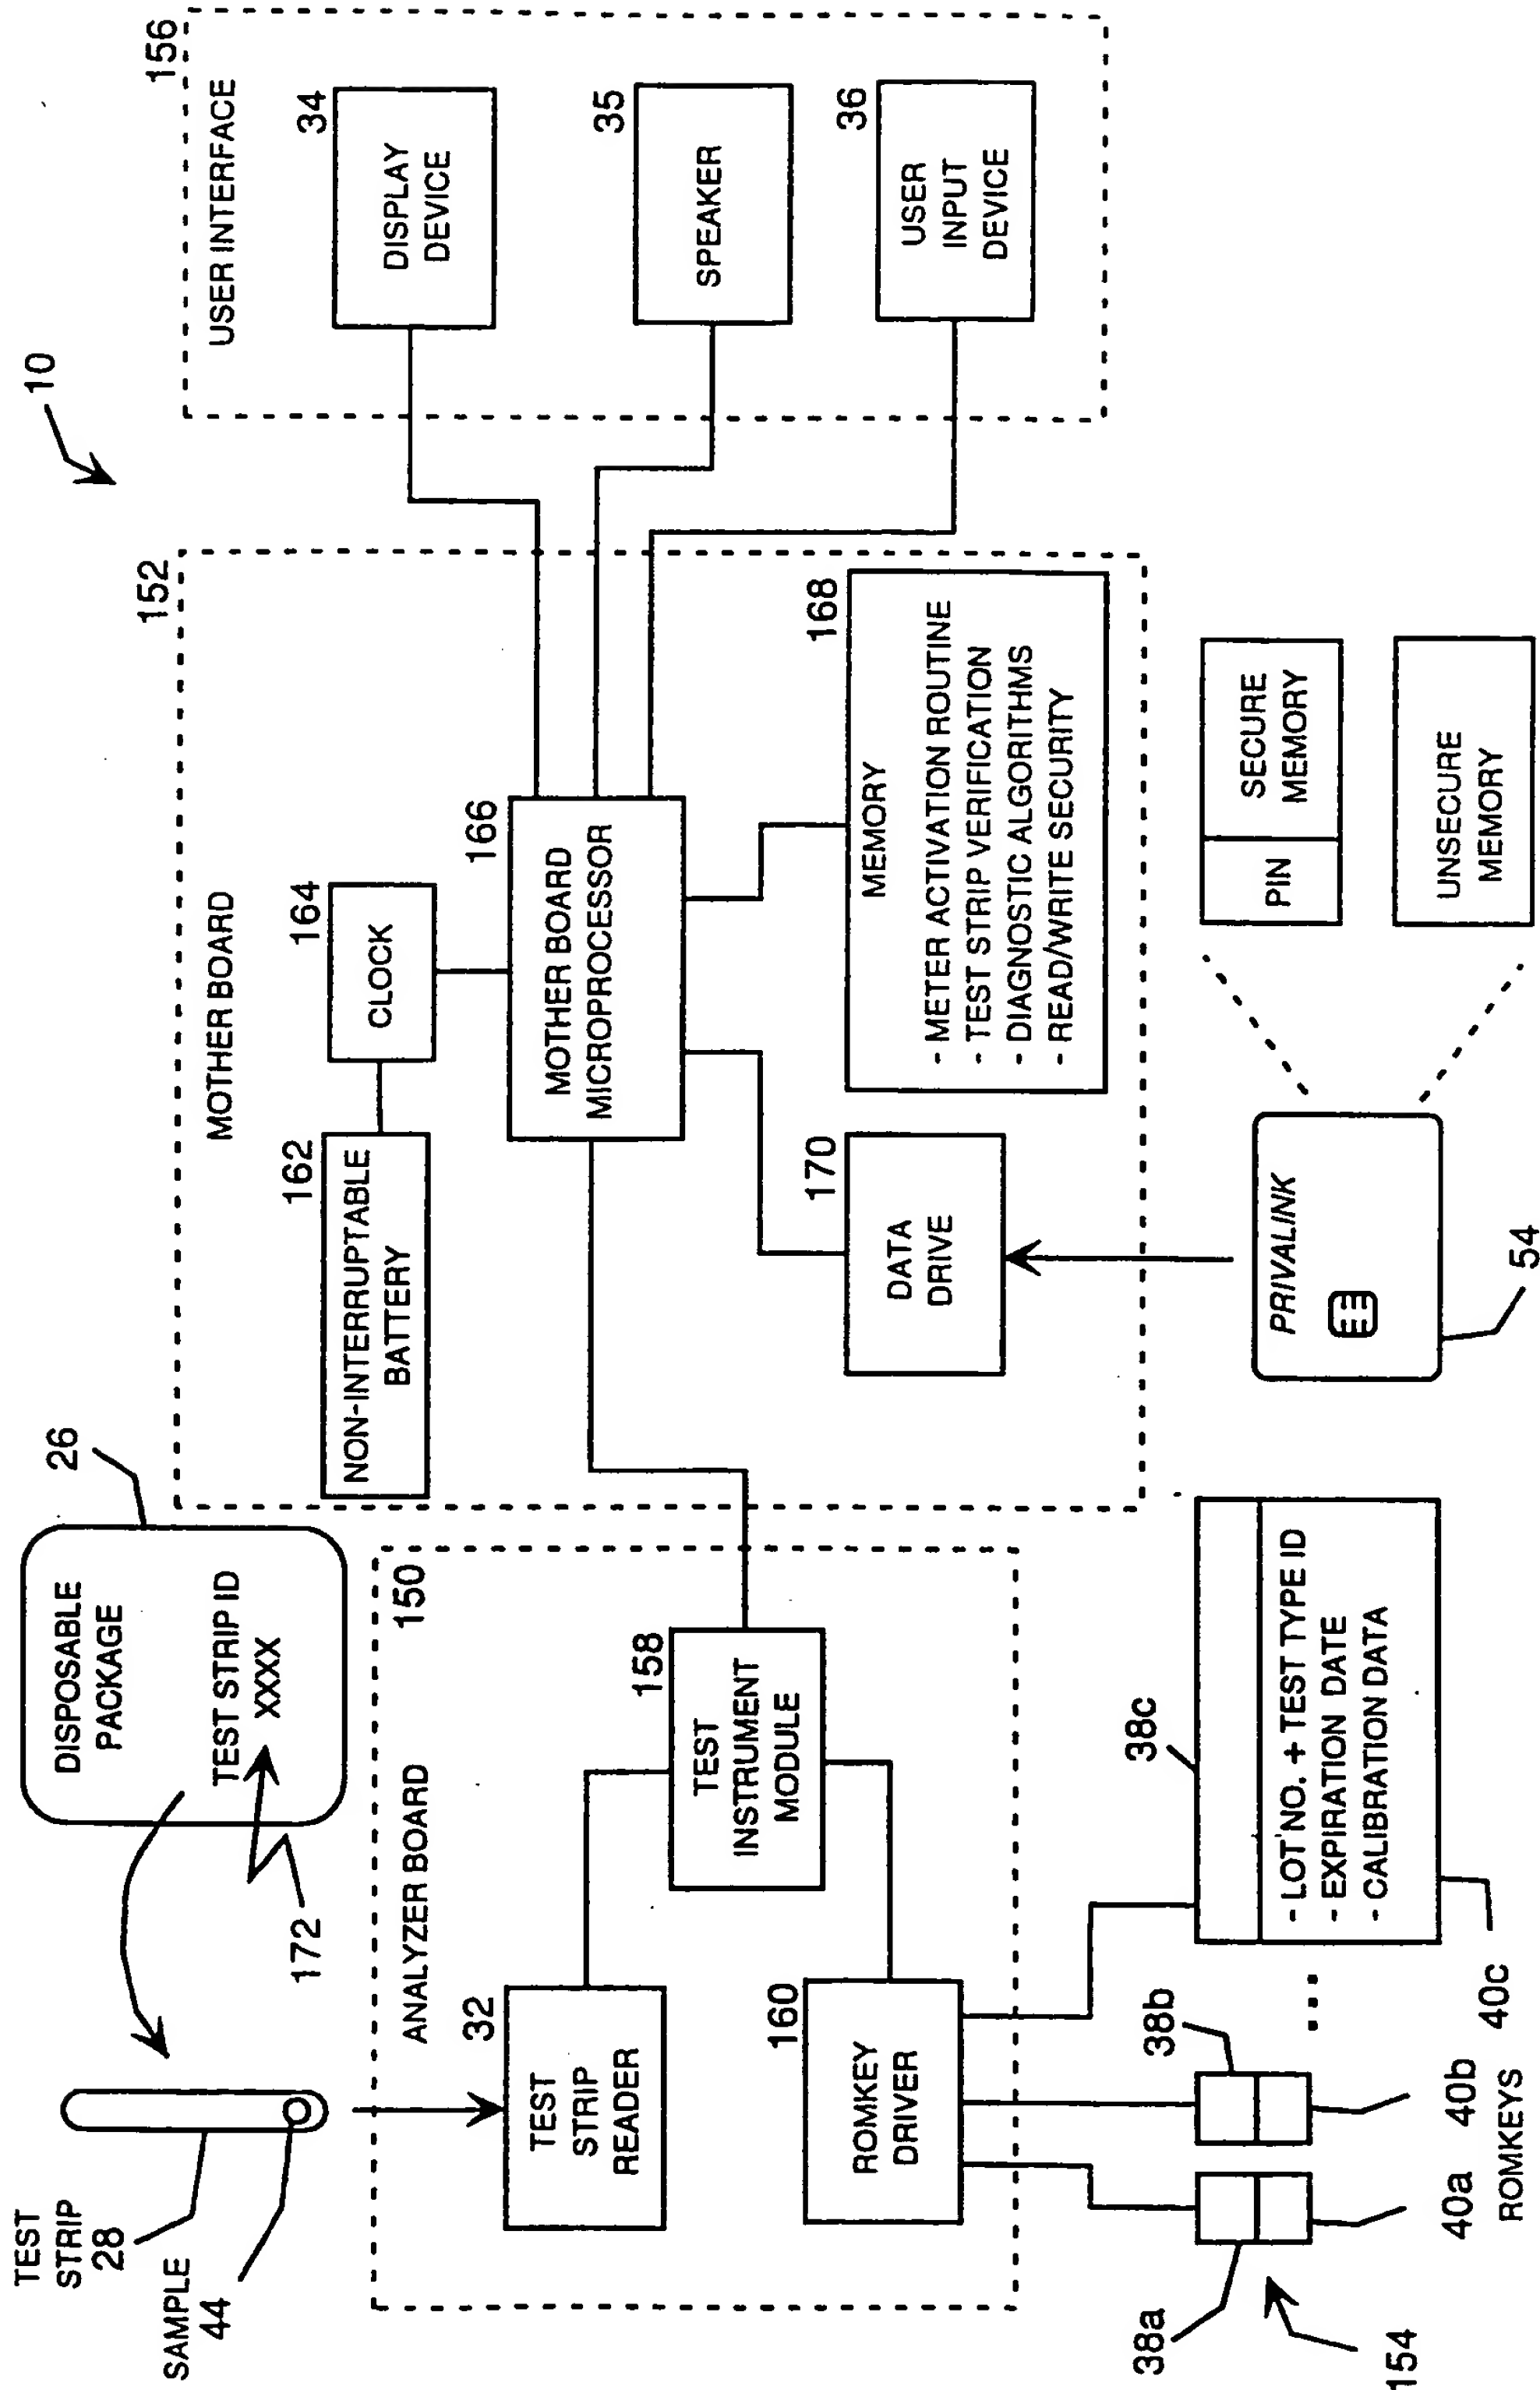 10
TEST
STRIP
28
SAMPLE
44
172
DISPOSABLE
PACKAGE
TEST STRIP ID
XXXX
26
ANALYZER BOARD
150
32
TEST
STRIP
READER
158
TEST
INSTRUMENT
MODULE
160
ROMKEY
DRIVER
38a
154
38b
38c
- LOT NO. + TEST TYPE ID
- EXPIRATION DATE
- CALIBRATION DATA
...
40a
40b
40c
ROMKEYS
MOTHER BOARD
152
162
NON-INTERRUPTABLE
BATTERY
164
CLOCK
166
MOTHER BOARD
MICROPROCESSOR
170
DATA
DRIVE
168
MEMORY
- METER ACTIVATION ROUTINE
- TEST STRIP VERIFICATION
- DIAGNOSTIC ALGORITHMS
- READ/WRITE SECURITY
PRIVALINK
54
PIN
SECURE
MEMORY
UNSECURE
MEMORY
USER INTERFACE
156
34
DISPLAY
DEVICE
35
SPEAKER
36
USER
INPUT
DEVICE